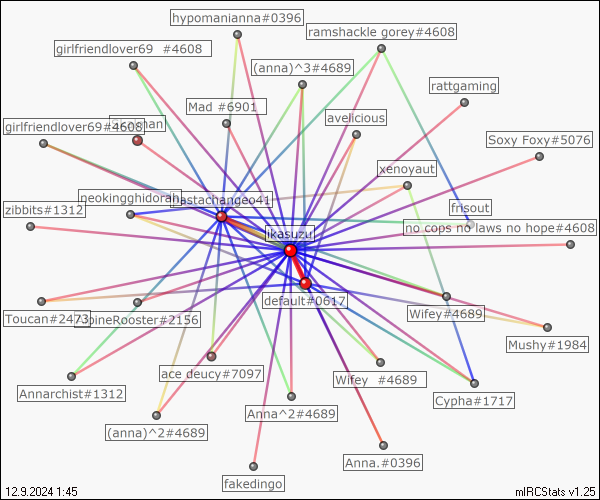 hypomanianna#0396
ramshackle gorey#4608
girlfriendlover69 #4608
(anna)^3#4689
rattgaming
Mad #6901
avelicious
girlfriendlover69#4608
Soxy Foxy#5076
xenoyaut
neokingghidorah
hastachange41
zibbits#1312
frisout
no cops no laws no hope#4608
ikasuzu
default#0617
Toucan#2473
pineRooster#2156
Wifey#4689
Mushy#1984
ace deucy#7097
Wifey #4689
Annarchist#1312
Cypha#1717
Anna^2#4689
(anna)^2#4689
Anna.#0396
fakedingo
12.9.2024 1:45
mIRCStats v1.25